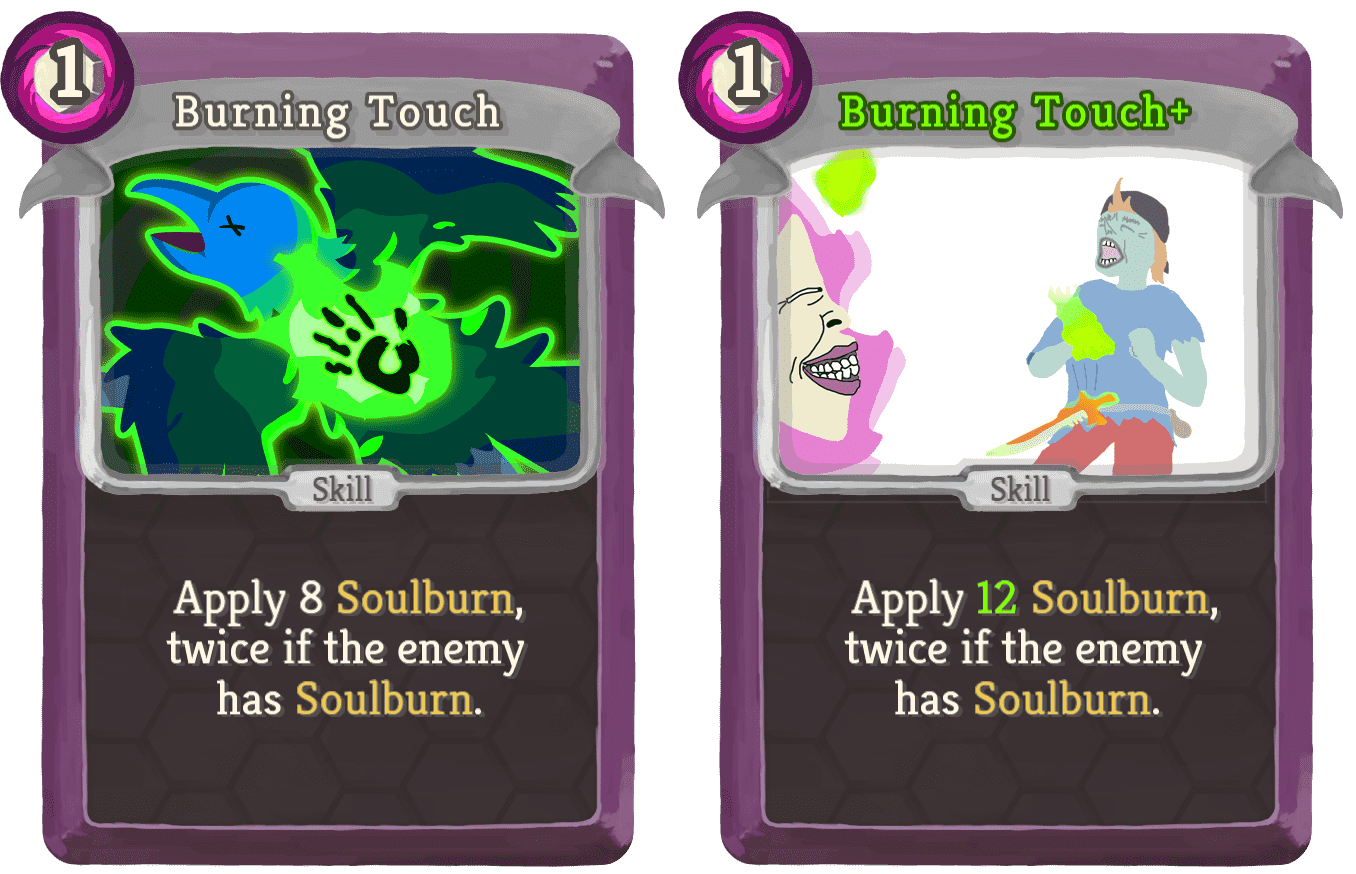 1
Burning Touch
Skill
Apply 8 Soulburn,
twice if the enemy
has Soulburn.
1
Burning Touch+
Skill
Apply 12 Soulburn,
twice if the enemy
has Soulburn.